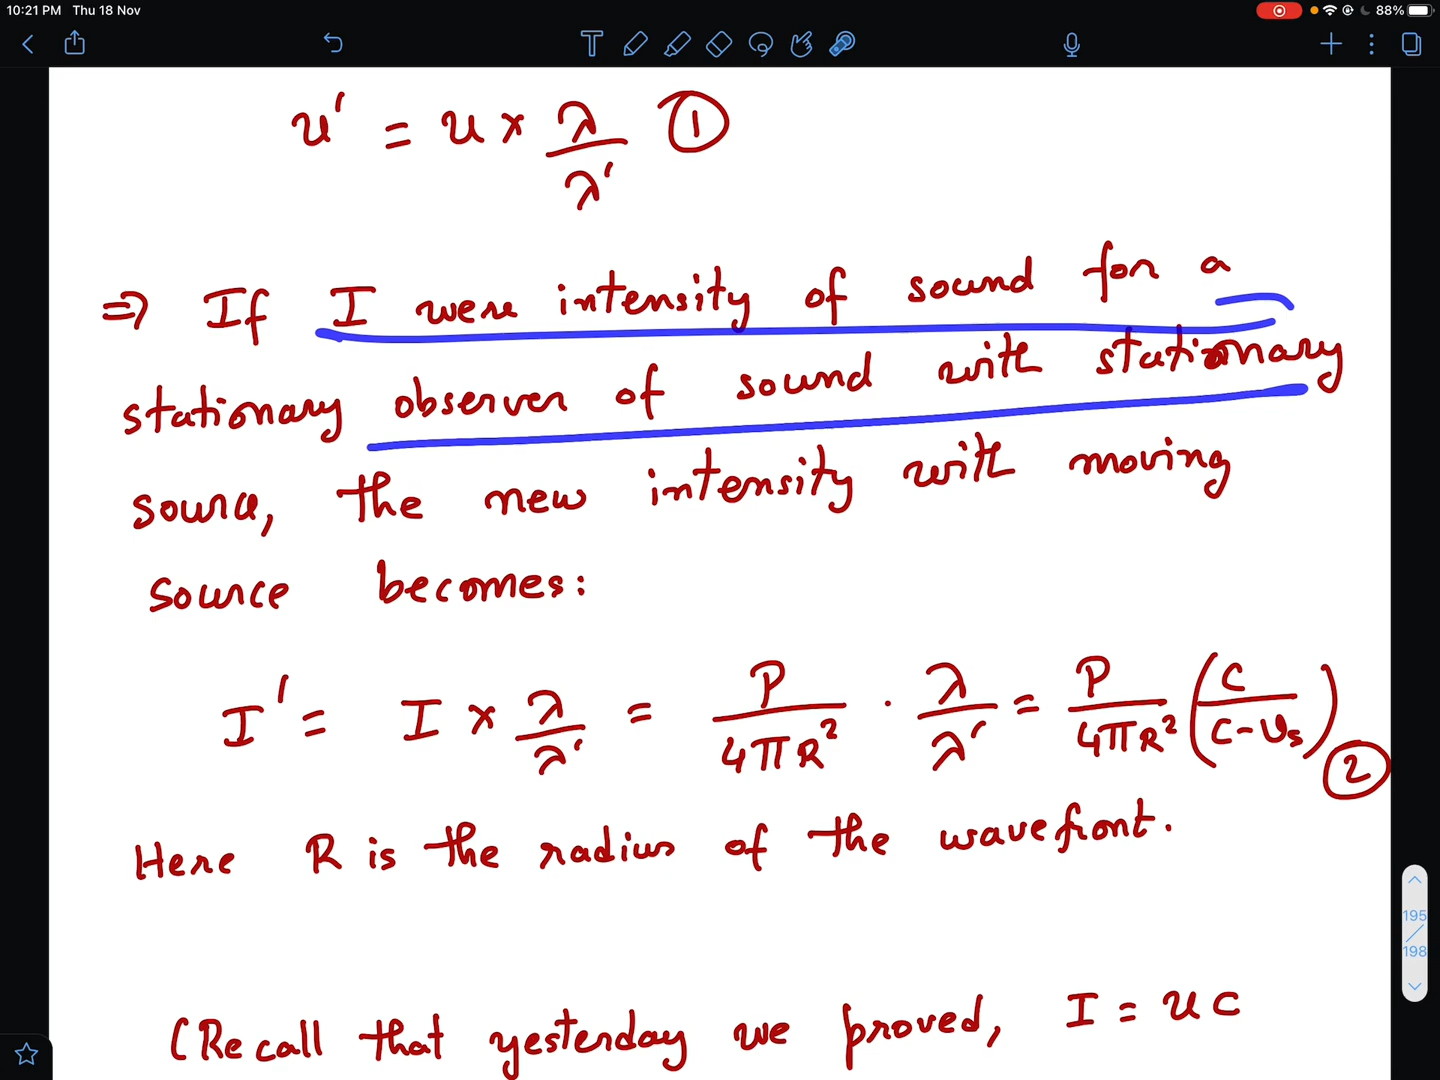 10:21 PM Thu 18 Nov
88%
u' = u × λ/λ' ①
⇒ If I were intensity of sound for a
stationary observer of sound with stationary
source, the new intensity with moving
source becomes:
I' = I × λ/λ' = P/4πR² · λ/λ' = P/4πR² (C/C-υs) ②
Here R is the radius of the wavefront.
(Recall that yesterday we proved, I = uc
195/198